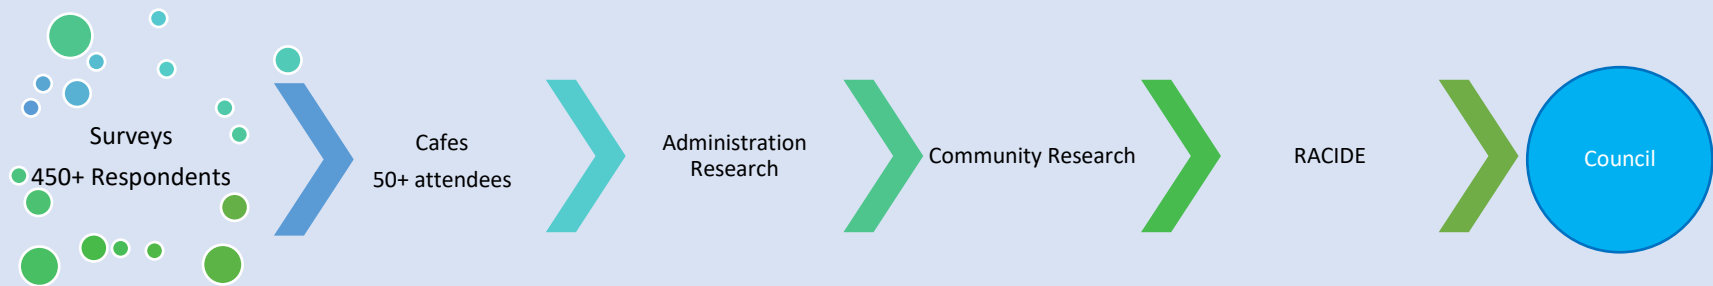 Surveys
450+ Respondents
Cafes
50+ attendees
Administration
Research
Community Research
RACIDE
Council